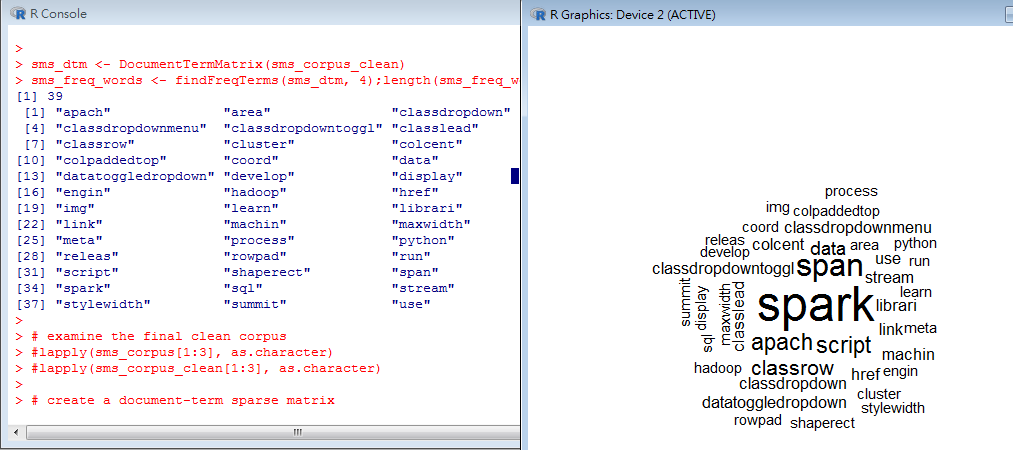 R Console
>
> sms_dtm <- DocumentTermMatrix(sms_corpus_clean)
> sms_freq_words <- findFreqTerms(sms_dtm, 4);length(sms_freq_w
[1] 39
[1] "apach" "area" "classdropdown"
[4] "classdropdownmenu" "classdropdowntoggl" "classlead"
[7] "classrow" "cluster" "colcent"
[10] "colpaddedtop" "coord" "data"
[13] "datatoggledropdown" "develop" "display"
[16] "engin" "hadoop" "href"
[19] "img" "learn" "librari"
[22] "link" "machin" "maxwidth"
[25] "meta" "process" "python"
[28] "releas" "rowpad" "run"
[31] "script" "shaperect" "span"
[34] "spark" "sql" "stream"
[37] "stylewidth" "summit" "use"
>
> # examine the final clean corpus
> #lapply(sms_corpus[1:3], as.character)
> #lapply(sms_corpus_clean[1:3], as.character)
>
> # create a document-term sparse matrix
R Graphics: Device 2 (ACTIVE)
process
img colpaddedtop
coord classdropdownmenu
releas colcent data area python
develop use run
classdropdowntoggl span stream
summit display maxwidth classlead spark learn
sql librari
link meta
apach script
machin
hadoop classrow href engin
classdropdown
cluster
datatoggledropdown stylewidth
rowpad shaperect